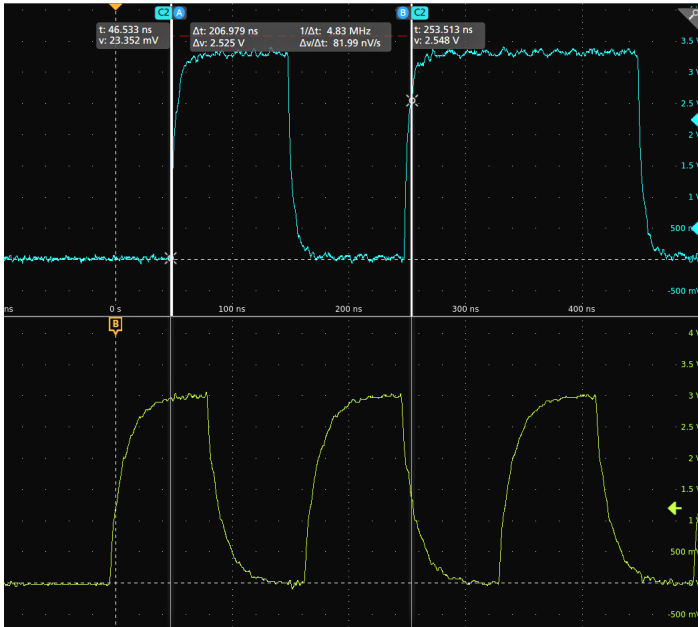 C2 A B C2
t: 46.533 ns
v: 23.352 mV
Δt: 206.979 ns 1/Δt: 4.83 MHz
Δv: 2.525 V Δv/Δt: 81.99 nV/s
t: 253.513 ns
v: 2.548 V
3.5
3 V
2.5
2 V
1.5
1 V
500 m
-500 m
ns 0 s 100 ns 200 ns 300 ns 400 ns
B
4 V
3.5
3 V
2.5
2 V
1.5
1 V
500 m
-500 m